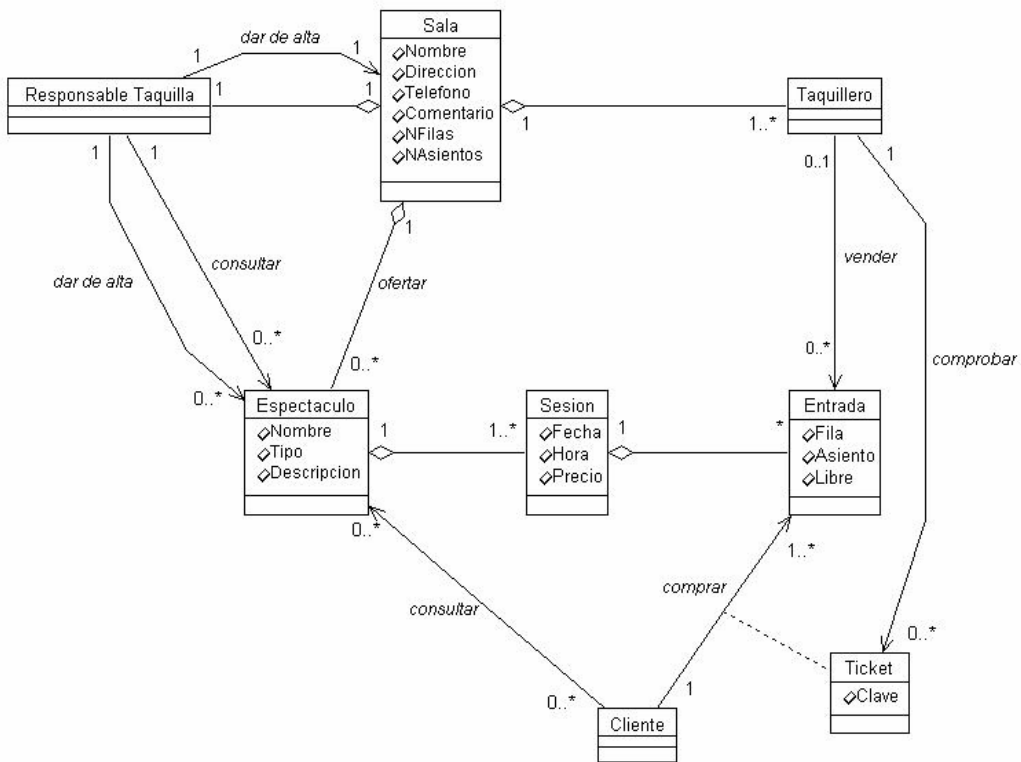 Sala
Nombre
Direccion
Telefono
Comentario
NFilas
NAsientos
dar de alta
1
1
Responsable Taquilla
1
1
Taquillero
1
1..*
1
1
1
0..1
1
dar de alta
consultar
ofertar
vender
comprobar
0..*
0..*
0..*
0..*
Espectaculo
Nombre
Tipo
Descripcion
1
1..*
Sesion
Fecha
Hora
Precio
1
*
Entrada
Fila
Asiento
Libre
0..*
1..*
consultar
comprar
0..*
1
0..*
Cliente
Ticket
Clave